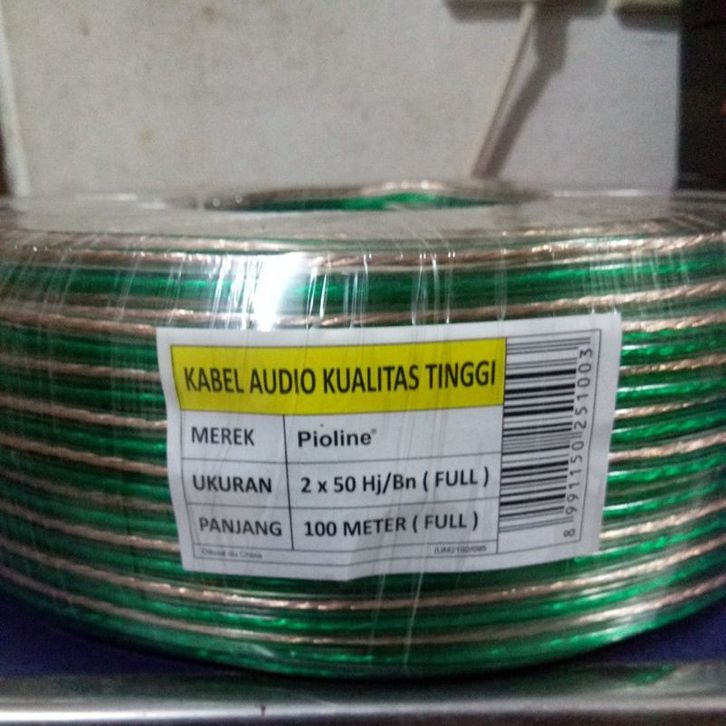 KABEL AUDIO KUALITAS TINGGI
MEREK Pioline®
UKURAN 2 x 50 Hj/Bn ( FULL )
PANJANG 100 METER ( FULL )
8 991150 251003